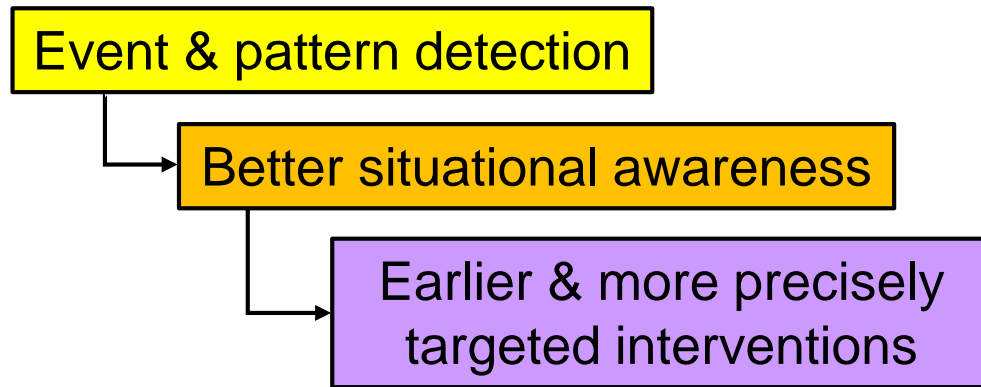 Event & pattern detection
Better situational awareness
Earlier & more precisely
targeted interventions